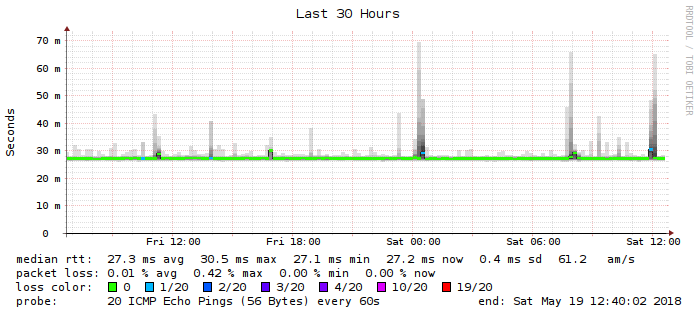 Last 30 Hours
RRDTOOL / TOBI OETIKER
Seconds
70 m
60 m
50 m
40 m
30 m
20 m
10 m
0
Fri 12:00 Fri 18:00 Sat 00:00 Sat 06:00 Sat 12:00
median rtt: 27.3 ms avg 30.5 ms max 27.1 ms min 27.2 ms now 0.4 ms sd 61.2 am/s
packet loss: 0.01 % avg 0.42 % max 0.00 % min 0.00 % now
loss color: 0 1/20 2/20 3/20 4/20 10/20 19/20
probe: 20 ICMP Echo Pings (56 Bytes) every 60s end: Sat May 19 12:40:02 2018